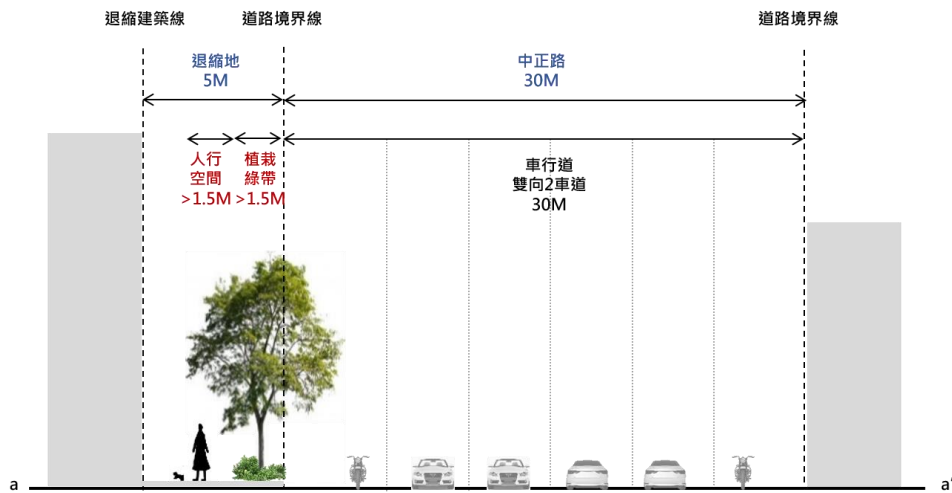 退縮建築線
道路境界線
道路境界線
退縮地
5M
中正路
30M
人行
空間
>1.5M
植栽
綠帶
>1.5M
車行道
雙向2車道
30M
a
a